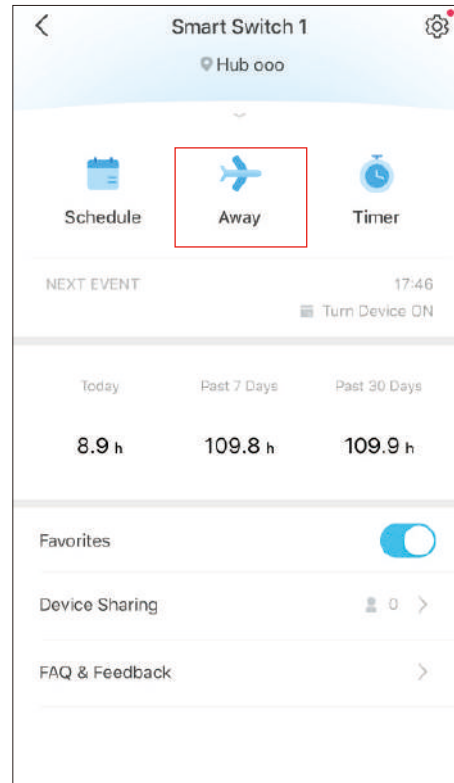 Smart Switch 1
Hub ooo
Schedule Away Timer
NEXT EVENT 17:46
Turn Device ON
Today Past 7 Days Past 30 Days
8.9 h 109.8 h 109.9 h
Favorites
Device Sharing 0
FAQ & Feedback